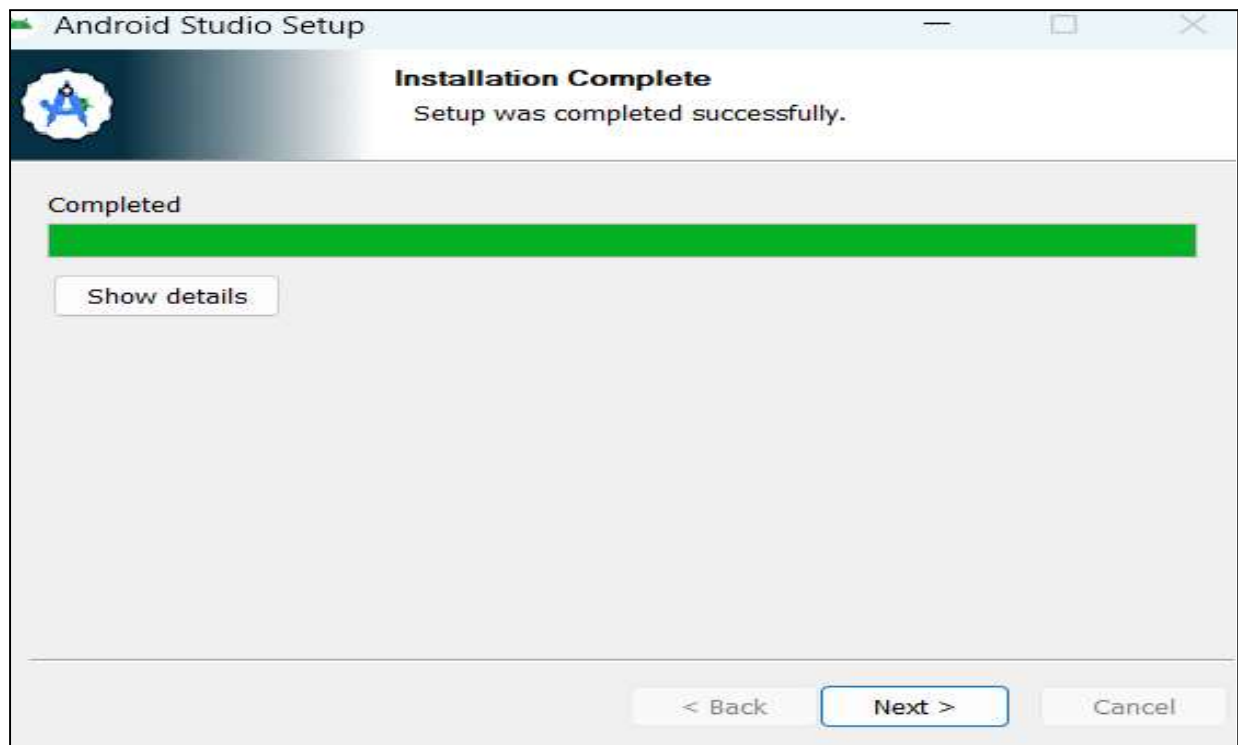 Android Studio Setup
Installation Complete
Setup was completed successfully.
Completed
Show details
< Back
Next >
Cancel